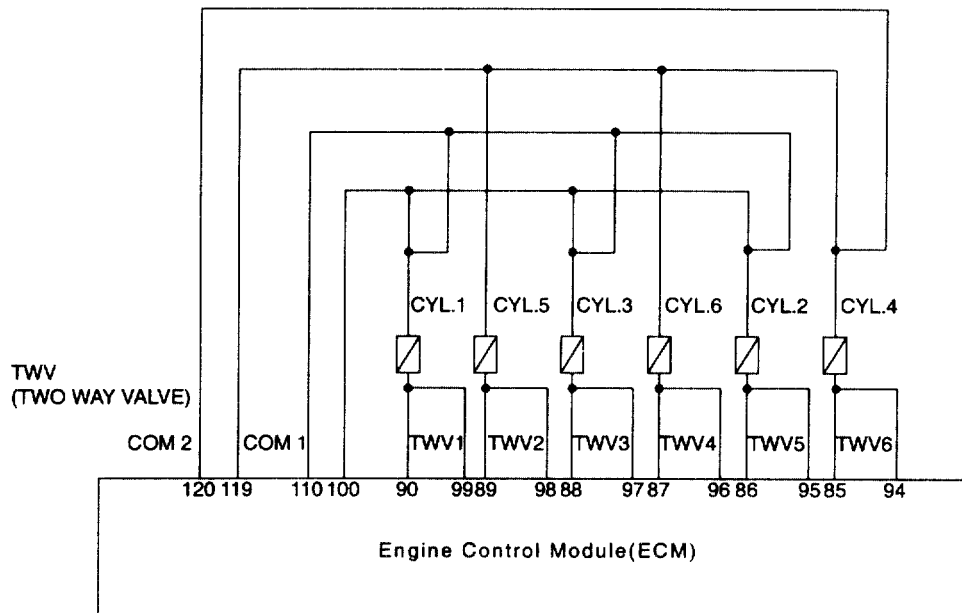 CYL.1 CYL.5 CYL.3 CYL.6 CYL.2 CYL.4
TWV
(TWO WAY VALVE)
COM 2 COM 1 TWV1 TWV2 TWV3 TWV4 TWV5 TWV6
120 119 110 100 90 99 89 98 88 97 87 96 86 95 85 94
Engine Control Module(ECM)